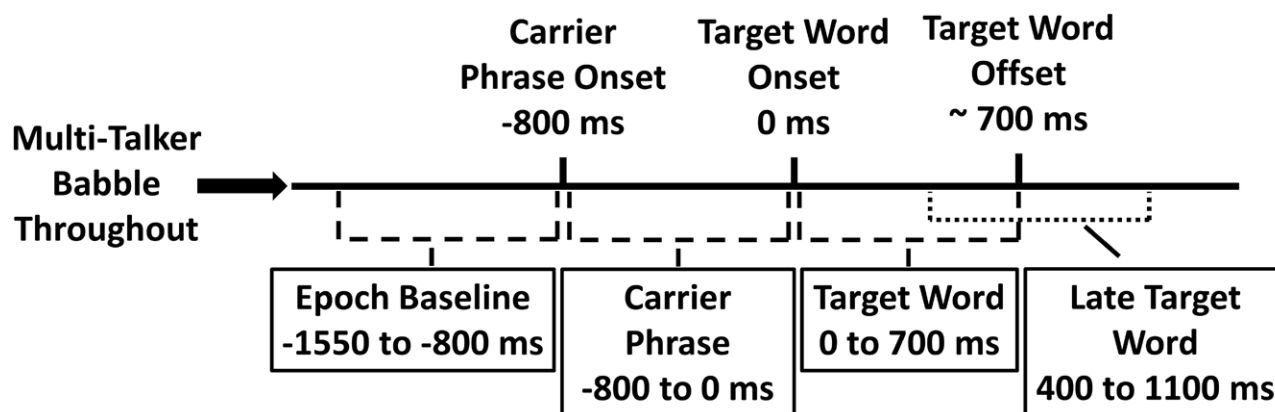 Carrier
Phrase Onset
-800 ms
Target Word
Onset
0 ms
Target Word
Offset
~ 700 ms
Multi-Talker
Babble
Throughout
Epoch Baseline
-1550 to -800 ms
Carrier
Phrase
-800 to 0 ms
Target Word
0 to 700 ms
Late Target
Word
400 to 1100 ms